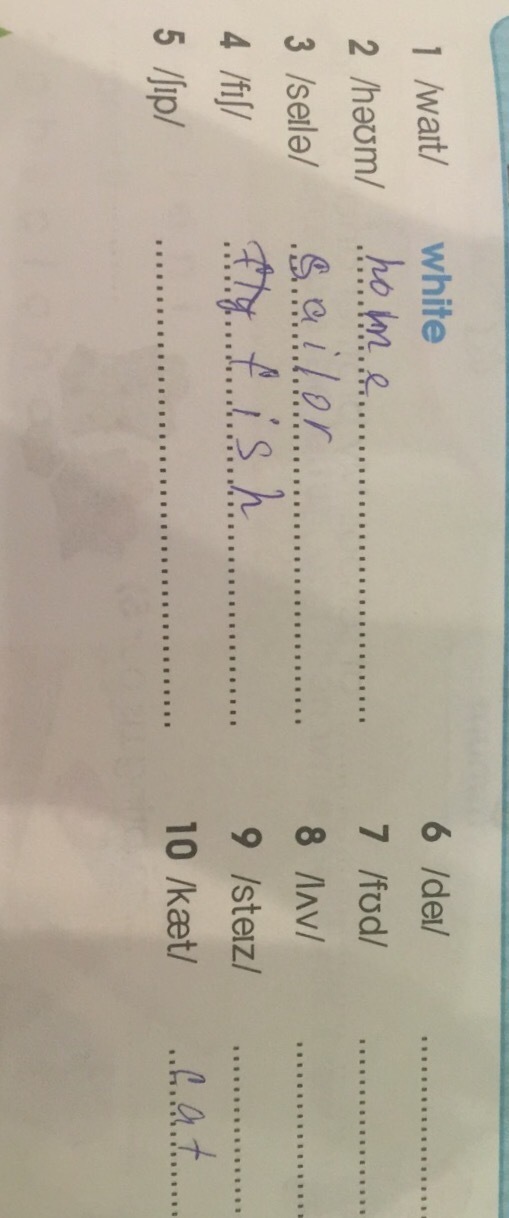 1 /waɪt/ white
2 /həʊm/ home
3 /seɪlə/ sailor
4 /fɪʃ/ fish
5 /ʃɪp/
6 /deɪ/
7 /fʊd/
8 /lʌv/
9 /steɪz/
10 /kæt/ cat